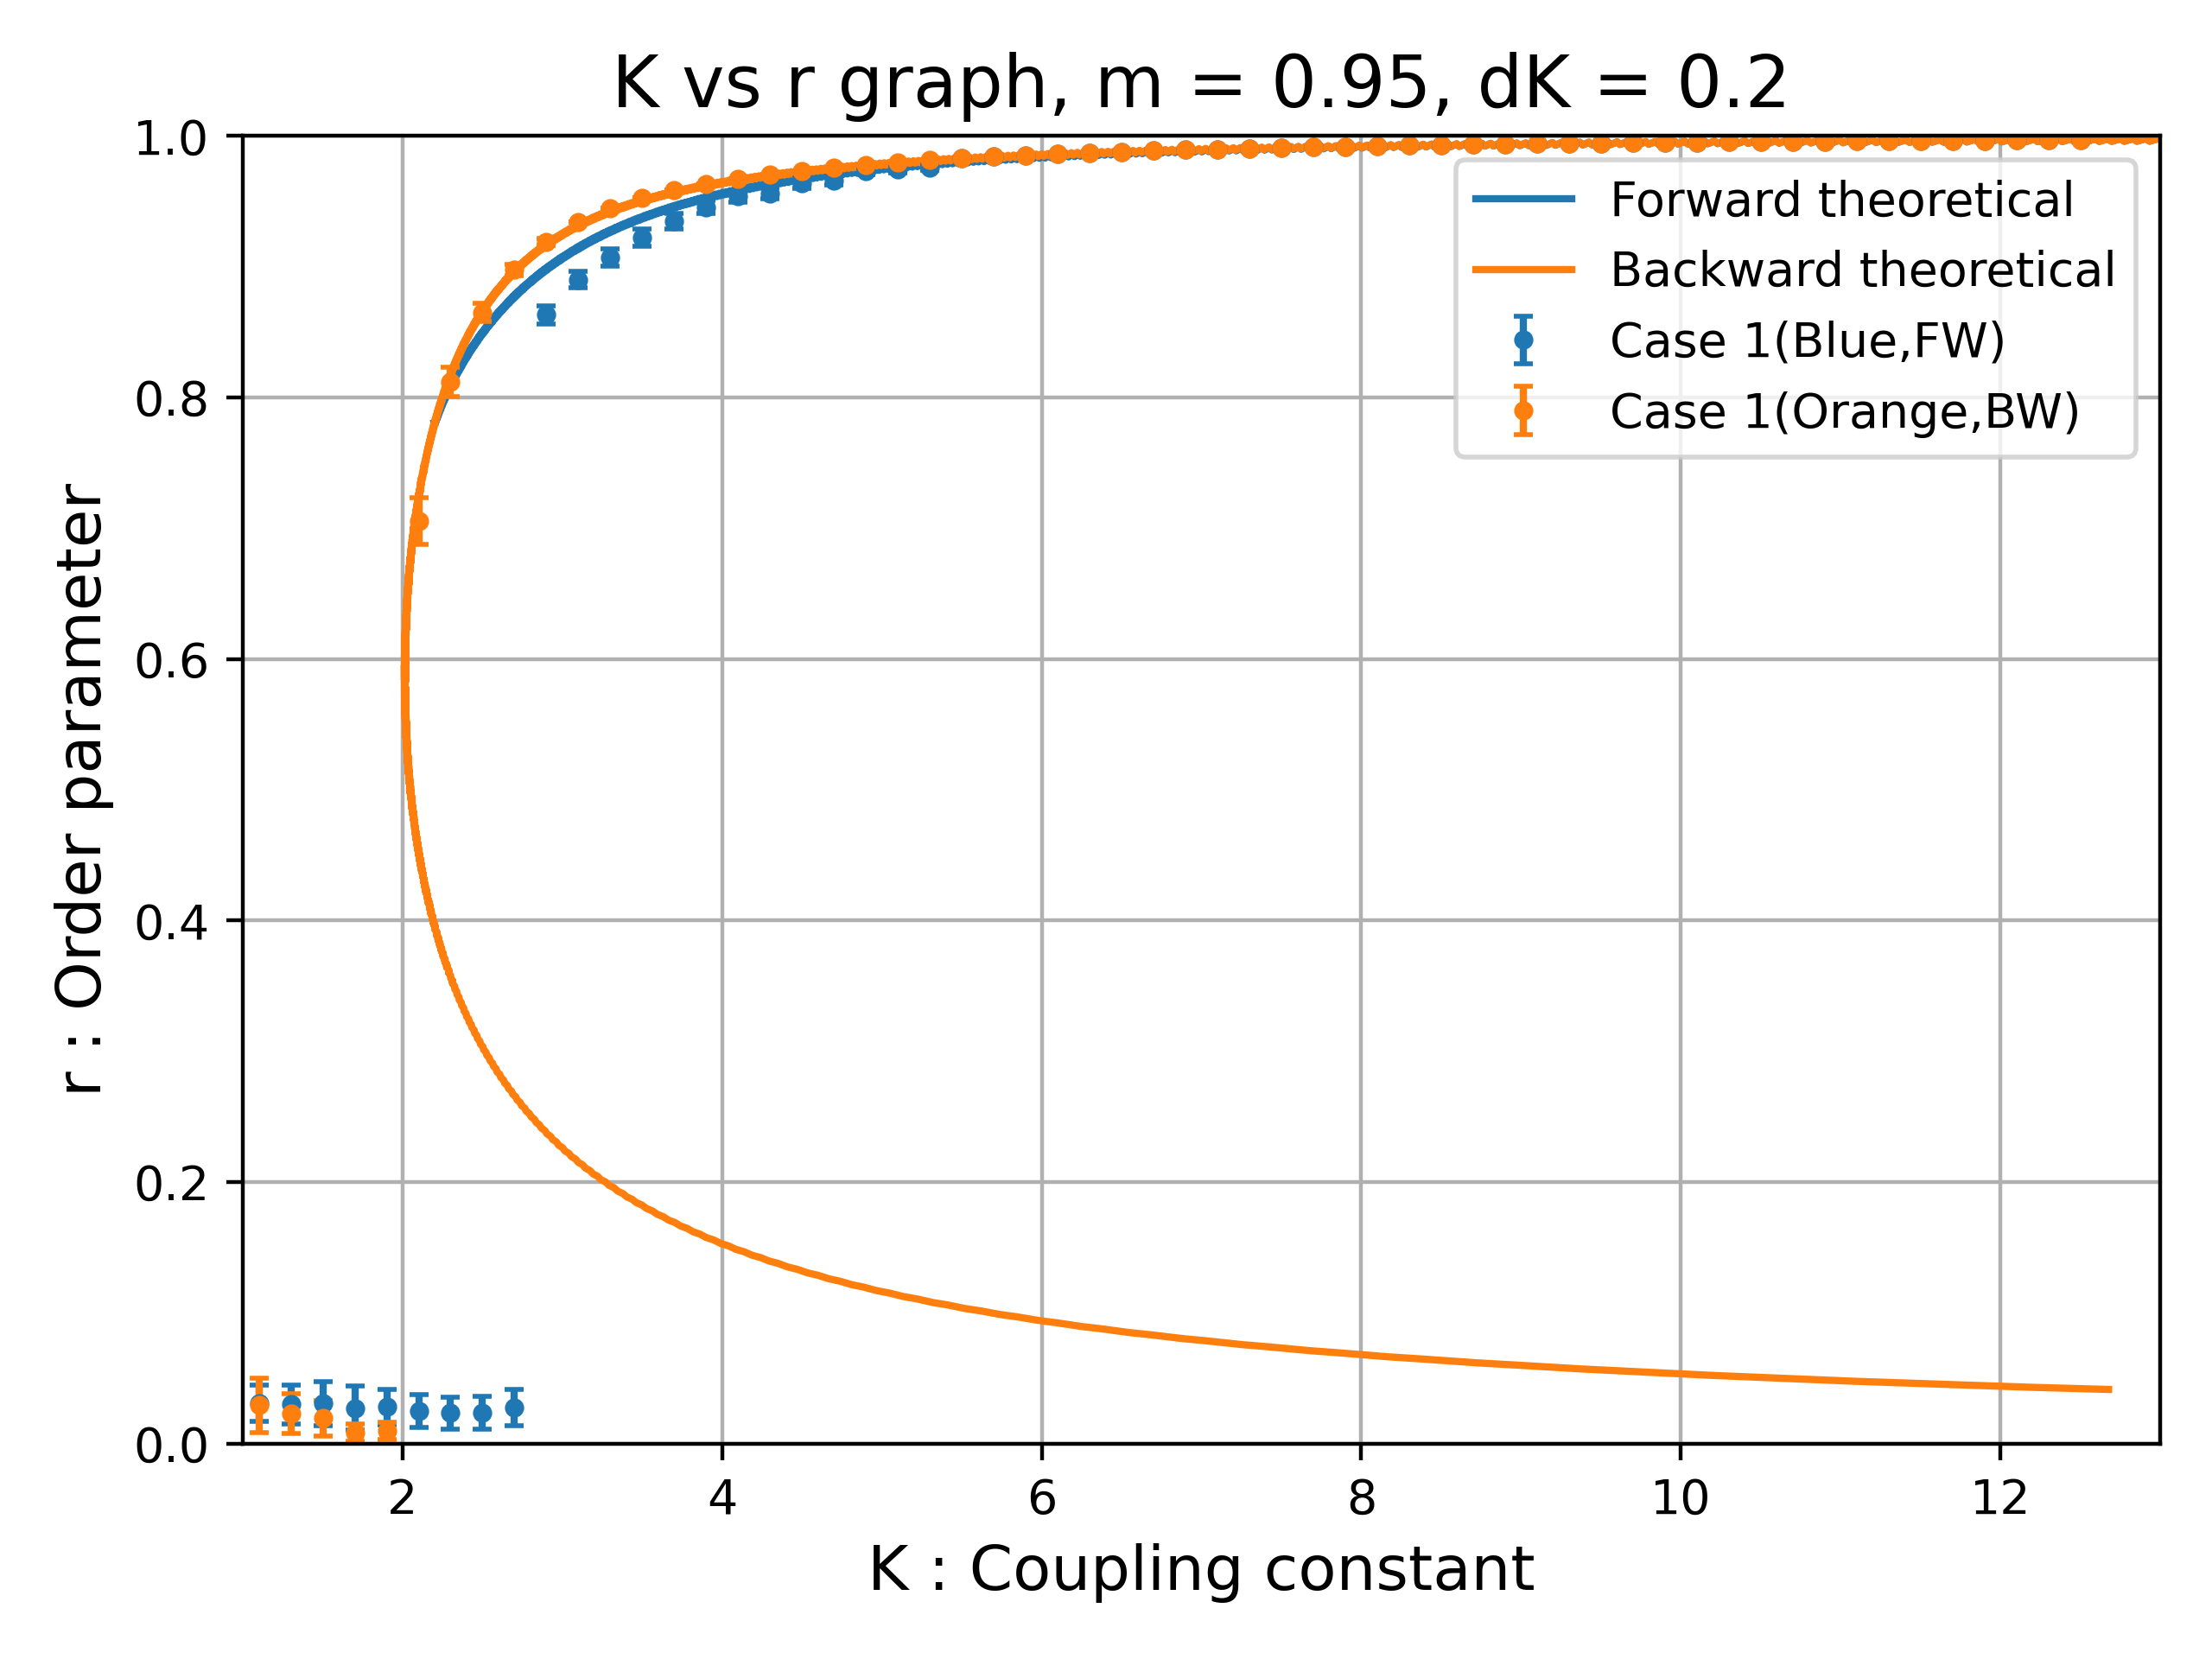 K vs r graph, m = 0.95, dK = 0.2
1.0
0.8
0.6
0.4
0.2
0.0
r : Order parameter
Forward theoretical
Backward theoretical
Case 1(Blue,FW)
Case 1(Orange,BW)
2 4 6 8 10 12
K : Coupling constant